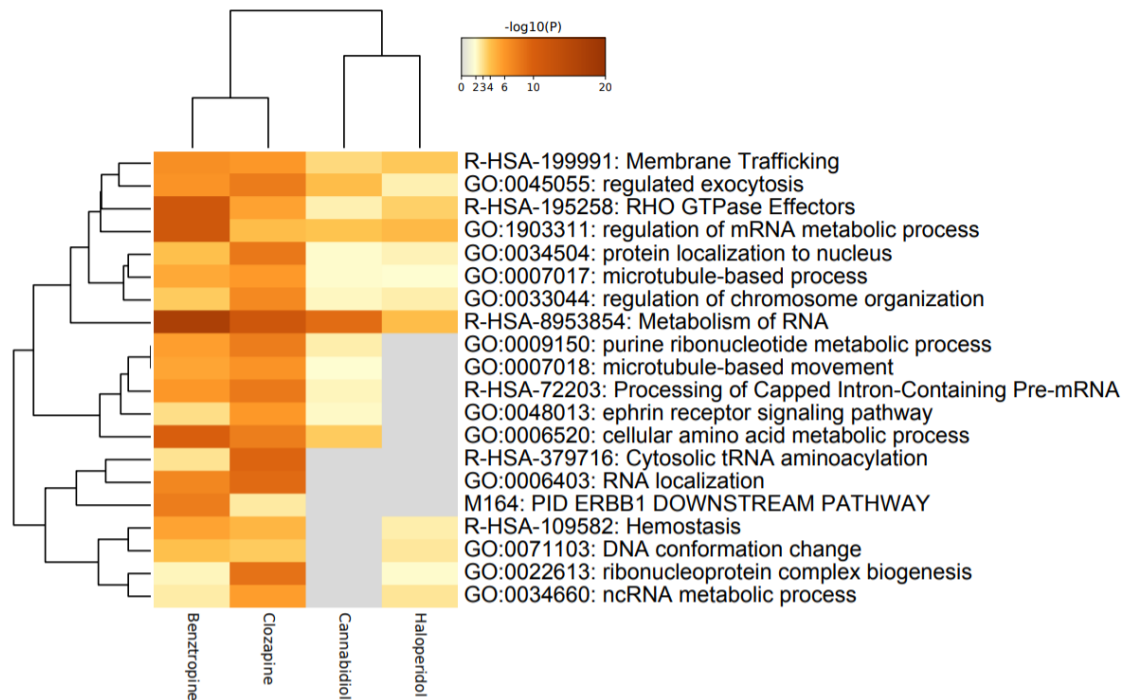 -log10(P)
0 2 3 4 6 10 20
R-HSA-199991: Membrane Trafficking
GO:0045055: regulated exocytosis
R-HSA-195258: RHO GTPase Effectors
GO:1903311: regulation of mRNA metabolic process
GO:0034504: protein localization to nucleus
GO:0007017: microtubule-based process
GO:0033044: regulation of chromosome organization
R-HSA-8953854: Metabolism of RNA
GO:0009150: purine ribonucleotide metabolic process
GO:0007018: microtubule-based movement
R-HSA-72203: Processing of Capped Intron-Containing Pre-mRNA
GO:0048013: ephrin receptor signaling pathway
GO:0006520: cellular amino acid metabolic process
R-HSA-379716: Cytosolic tRNA aminoacylation
GO:0006403: RNA localization
M164: PID ERBB1 DOWNSTREAM PATHWAY
R-HSA-109582: Hemostasis
GO:0071103: DNA conformation change
GO:0022613: ribonucleoprotein complex biogenesis
GO:0034660: ncRNA metabolic process
Benztropine
Clozapine
Cannabidiol
Haloperidol